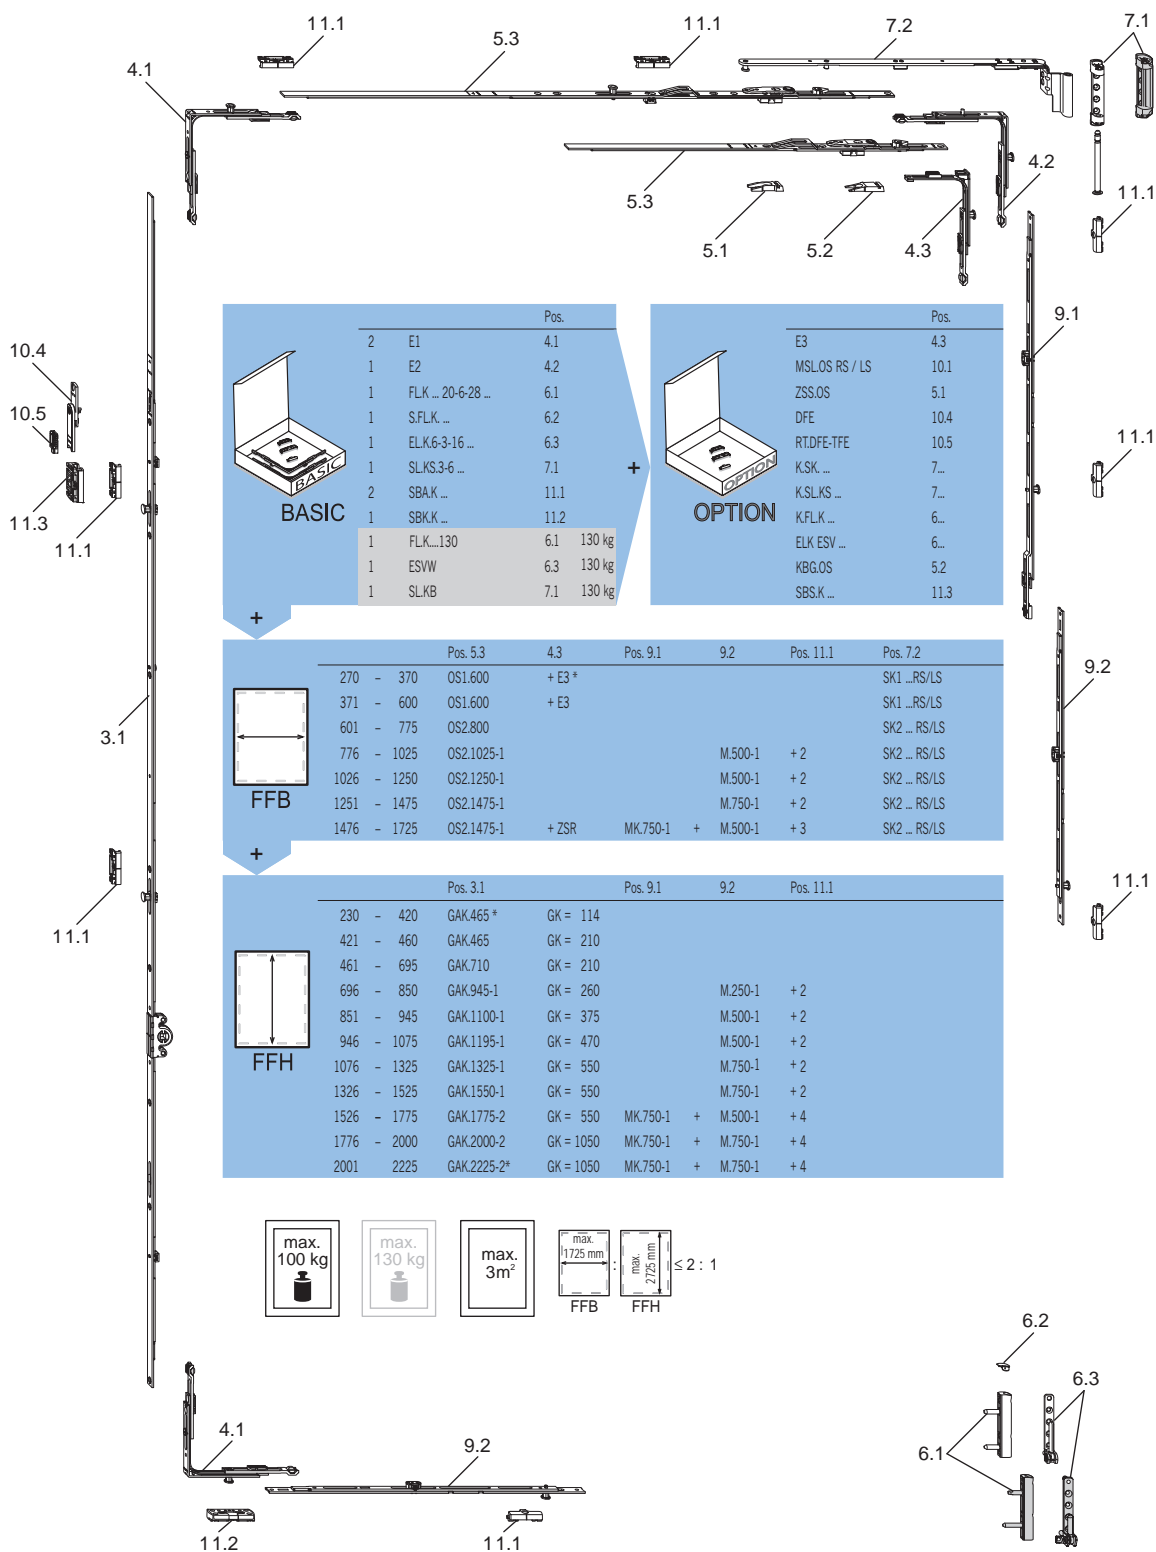 11.1
5.3
11.1
7.2
7.1
4.1
5.3
4.2
5.1
5.2
4.3
11.1
9.1
10.4
10.5
11.3
11.1
11.1
3.1
11.1
9.2
11.1
Pos.
2 E1 4.1
1 E2 4.2
1 FL.K ... 20-6-28 ... 6.1
1 S.FL.K. ... 6.2
1 EL.K.6-3-16 ... 6.3
1 SL.KS.3-6 ... 7.1
2 SBA.K ... 11.1
1 SBK.K ... 11.2
1 FL.K....130 6.1 130 kg
1 ESVW 6.3 130 kg
1 SL.KB 7.1 130 kg
BASIC
BASIC
+
Pos.
E3 4.3
MSL.OS RS / LS 10.1
ZSS.OS 5.1
DFE 10.4
RT.DFE-TFE 10.5
K.SK. ... 7...
K.SL.KS ... 7...
K.FL.K ... 6...
ELK ESV ... 6...
KBG.OS 5.2
SBS.K ... 11.3
OPTION
OPTION
+
Pos. 5.3 4.3 Pos. 9.1 9.2 Pos. 11.1 Pos. 7.2
270 – 370 OS1.600 + E3 * SK1 ...RS/LS
371 – 600 OS1.600 + E3 SK1 ...RS/LS
601 – 775 OS2.800 SK2 ... RS/LS
776 – 1025 OS2.1025-1 M.500-1 + 2 SK2 ... RS/LS
1026 – 1250 OS2.1250-1 M.500-1 + 2 SK2 ... RS/LS
1251 – 1475 OS2.1475-1 M.750-1 + 2 SK2 ... RS/LS
1476 – 1725 OS2.1475-1 + ZSR MK.750-1 + M.500-1 + 3 SK2 ... RS/LS
FFB
+
Pos. 3.1 Pos. 9.1 9.2 Pos. 11.1
230 – 420 GAK.465 * GK = 114
421 – 460 GAK.465 GK = 210
461 – 695 GAK.710 GK = 210
696 – 850 GAK.945-1 GK = 260 M.250-1 + 2
851 – 945 GAK.1100-1 GK = 375 M.500-1 + 2
946 – 1075 GAK.1195-1 GK = 470 M.500-1 + 2
1076 – 1325 GAK.1325-1 GK = 550 M.750-1 + 2
1326 – 1525 GAK.1550-1 GK = 550 M.750-1 + 2
1526 – 1775 GAK.1775-2 GK = 550 MK.750-1 + M.500-1 + 4
1776 – 2000 GAK.2000-2 GK = 1050 MK.750-1 + M.750-1 + 4
2001 2225 GAK.2225-2* GK = 1050 MK.750-1 + M.750-1 + 4
FFH
max.
100 kg
max.
130 kg
max.
3m²
max.
1725 mm
FFB
:
max.
2725 mm
FFH
≤ 2 : 1
6.2
6.3
6.1
4.1
9.2
11.2
11.1